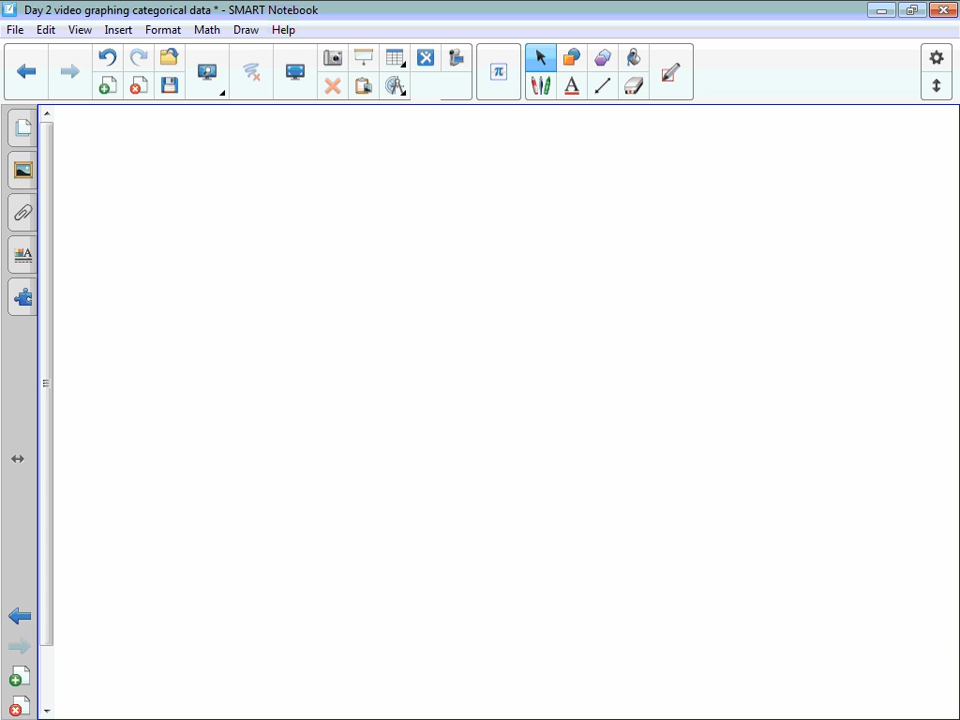 Day 2 video graphing categorical data * - SMART Notebook
File Edit View Insert Format Math Draw Help
π
A
A